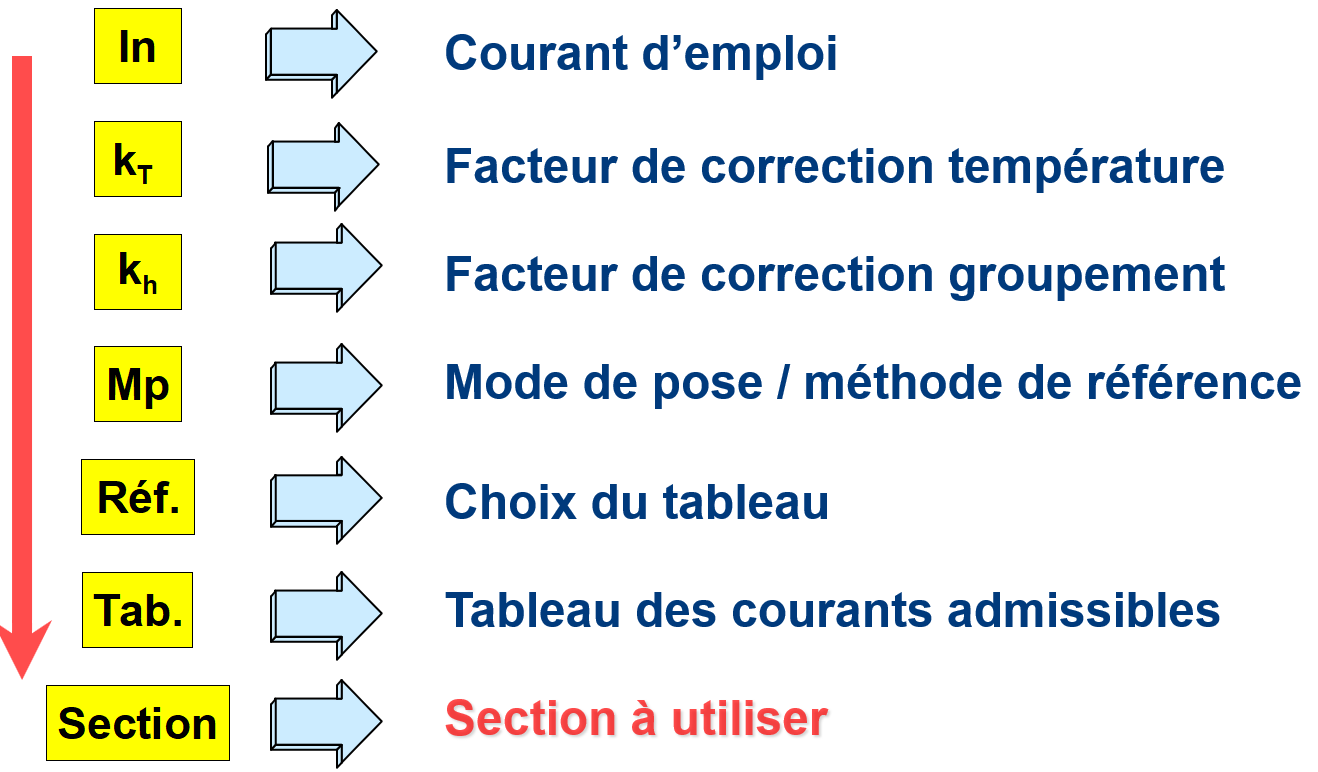 In Courant d’emploi
kT Facteur de correction température
kh Facteur de correction groupement
Mp Mode de pose / méthode de référence
Réf. Choix du tableau
Tab. Tableau des courants admissibles
Section Section à utiliser